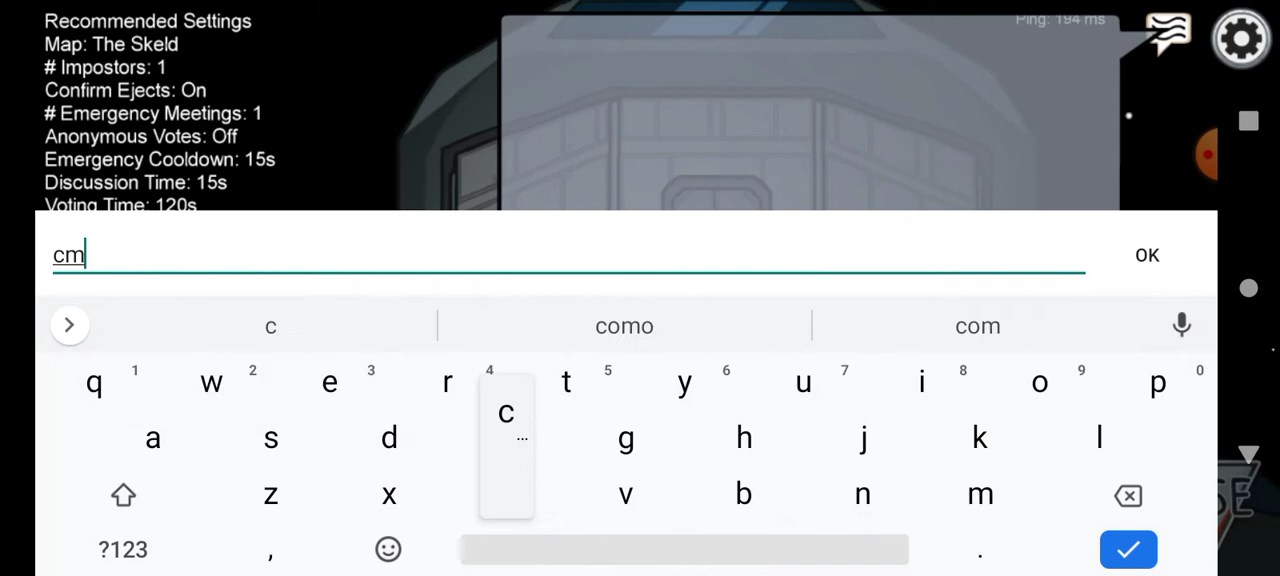 Recommended Settings
Map: The Skeld
# Impostors: 1
Confirm Ejects: On
# Emergency Meetings: 1
Anonymous Votes: Off
Emergency Cooldown: 15s
Discussion Time: 15s
Voting Time: 120s
Ping: 194 ms
cm
OK
c como com
1 2 3 4 5 6 7 8 9 0
q w e r t y u i o p
c
...
a s d g h j k l
z x v b n m
?123 , .
SE